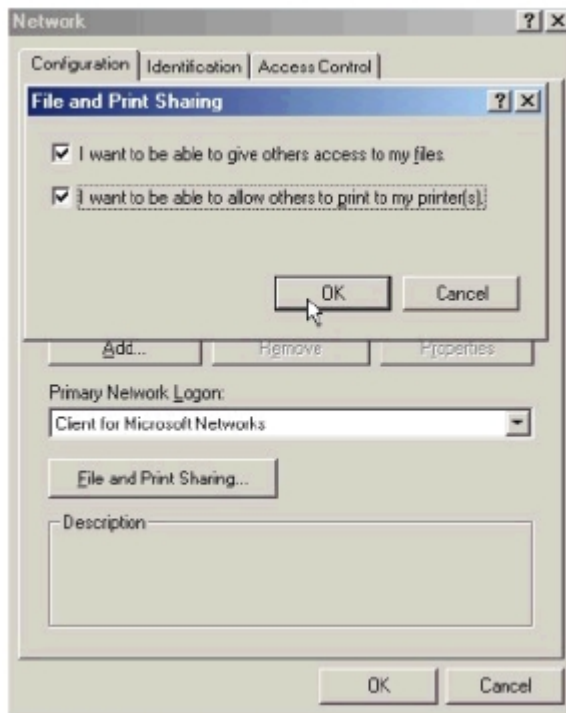 Network
Configuration Identification Access Control
File and Print Sharing
I want to be able to give others access to my files.
I want to be able to allow others to print to my printer(s).
OK Cancel
Add... Remove Properties
Primary Network Logon:
Client for Microsoft Networks
File and Print Sharing...
Description
OK Cancel